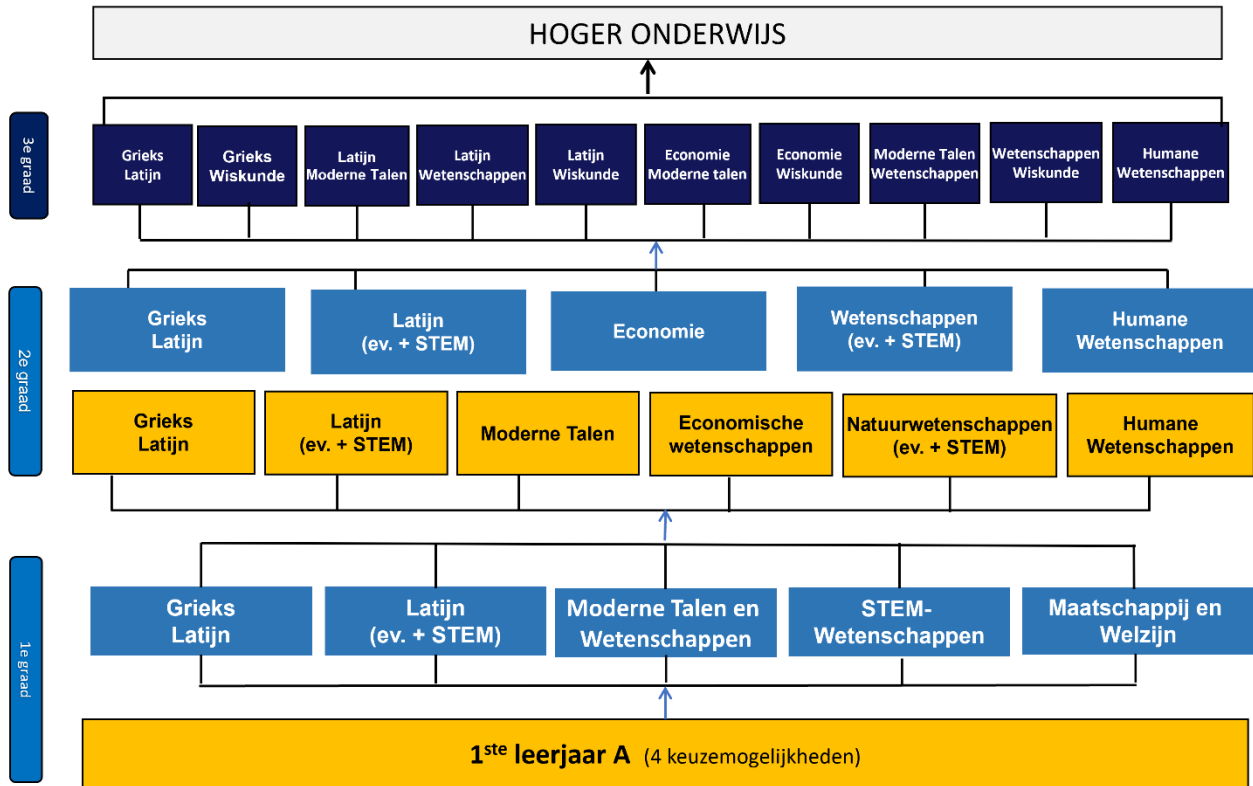 HOGER ONDERWIJS
3e graad
Grieks
Latijn
Grieks
Wiskunde
Latijn
Moderne Talen
Latijn
Wetenschappen
Latijn
Wiskunde
Economie
Moderne talen
Economie
Wiskunde
Moderne Talen
Wetenschappen
Wetenschappen
Wiskunde
Humane
Wetenschappen
2e graad
Grieks
Latijn
Latijn
(ev. + STEM)
Economie
Wetenschappen
(ev. + STEM)
Humane
Wetenschappen
Grieks
Latijn
Latijn
(ev. + STEM)
Moderne Talen
Economische
wetenschappen
Natuurwetenschappen
(ev. + STEM)
Humane
Wetenschappen
1e graad
Grieks
Latijn
Latijn
(ev. + STEM)
Moderne Talen en
Wetenschappen
STEM-
Wetenschappen
Maatschappij en
Welzijn
1ste leerjaar A (4 keuzemogelijkheden)